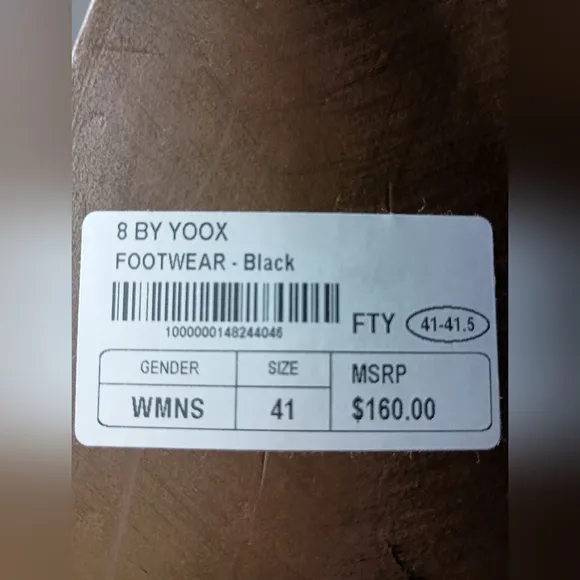 8 BY YOOX
FOOTWEAR - Black
1000000148244046
FTY 41-41.5
GENDER SIZE MSRP
WMNS 41 $160.00